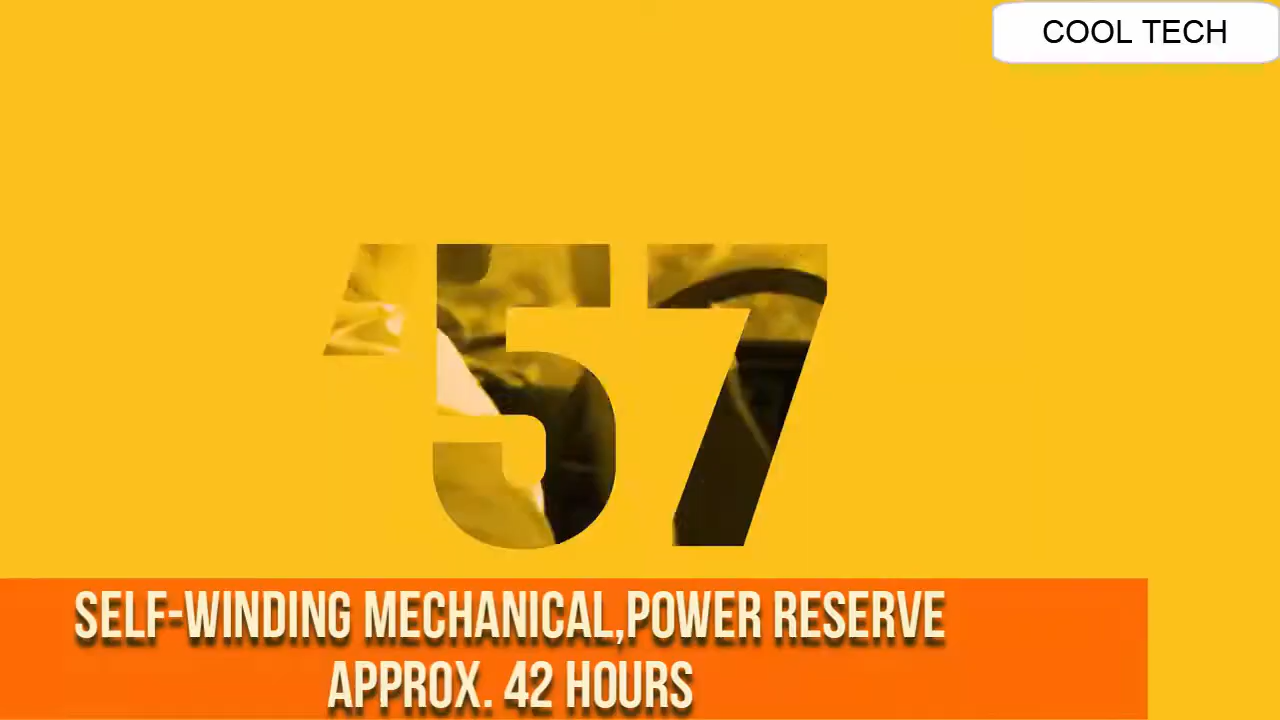 COOL TECH
'57
SELF-WINDING MECHANICAL,POWER RESERVE
APPROX. 42 HOURS